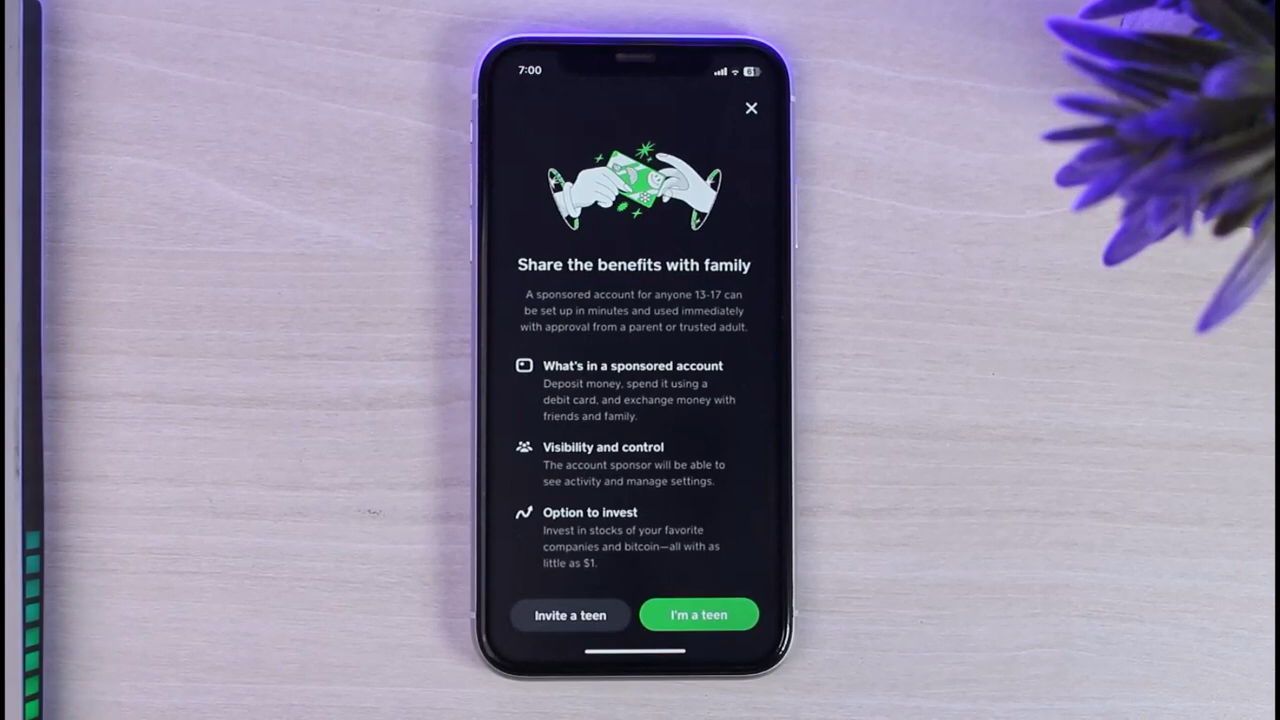 7:00
61
Share the benefits with family
A sponsored account for anyone 13-17 can
be set up in minutes and used immediately
with approval from a parent or trusted adult.
What's in a sponsored account
Deposit money, spend it using a
debit card, and exchange money with
friends and family.
Visibility and control
The account sponsor will be able to
see activity and manage settings.
Option to invest
Invest in stocks of your favorite
companies and bitcoin—all with as
little as $1.
Invite a teen
I'm a teen